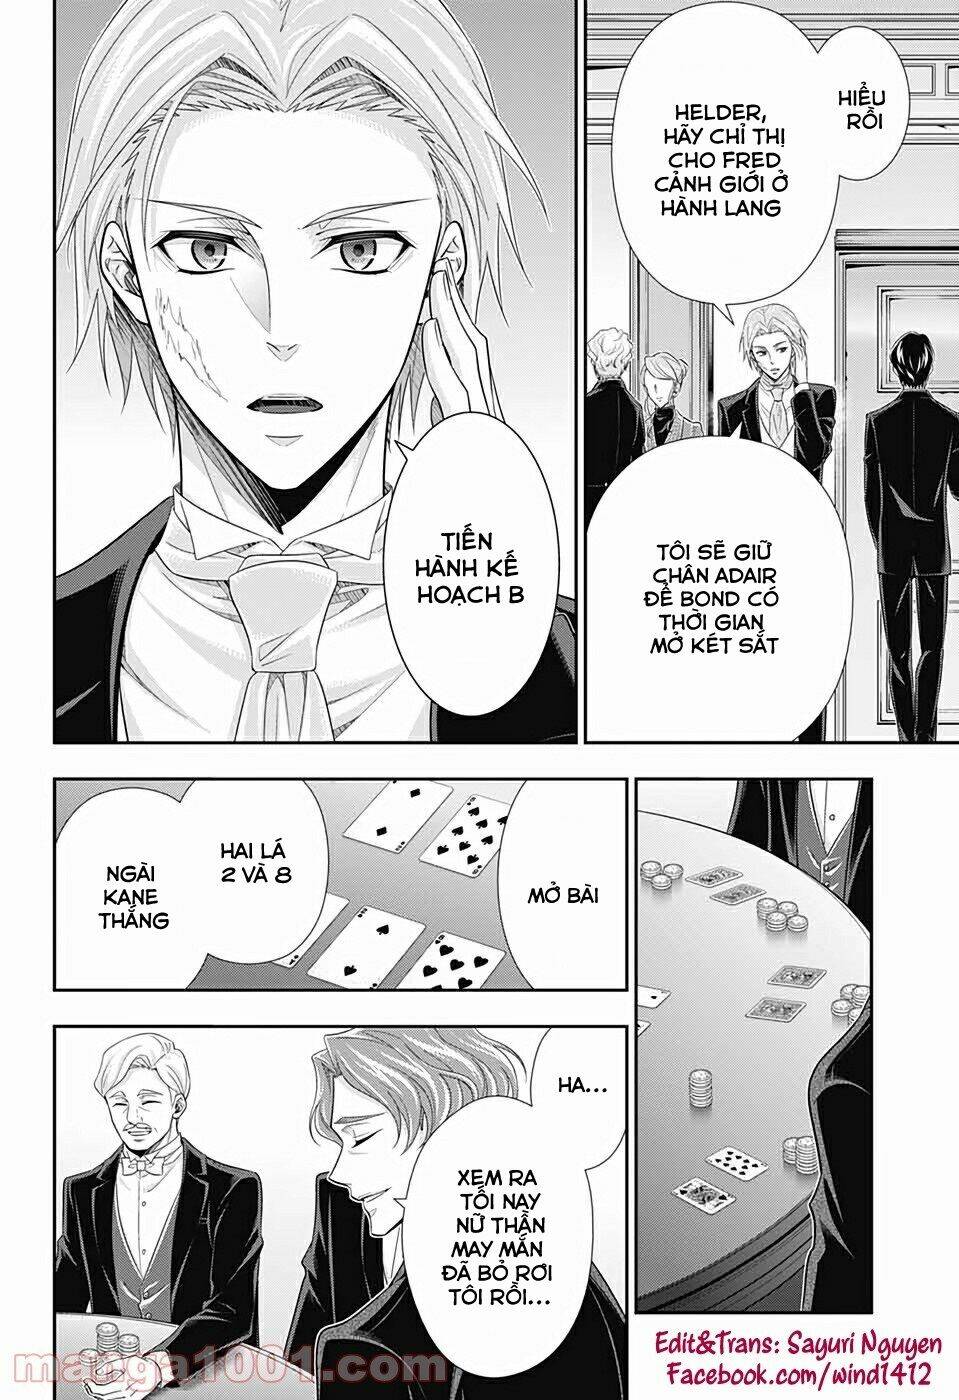 HIỂU
RỒI
HELDER,
HÃY CHỈ THỊ
CHO FRED
CẢNH GIỚI Ở
HÀNH LANG
TÔI SẼ GIỮ
CHÂN ADAIR
ĐỂ BOND CÓ
THỜI GIAN
MỞ KÉT SẮT
TIẾN
HÀNH KẾ
HOẠCH B
MỞ BÀI
HAI LÁ
2 VÀ 8
NGÀI
KANE
THẮNG
HA...
XEM RA
TỐI NAY
NỮ THẦN
MAY MẮN
ĐÃ BỎ RƠI
TÔI RỒI...
Edit&Trans: Sayuri Nguyen
Facebook.com/wind1412
manga1001.com